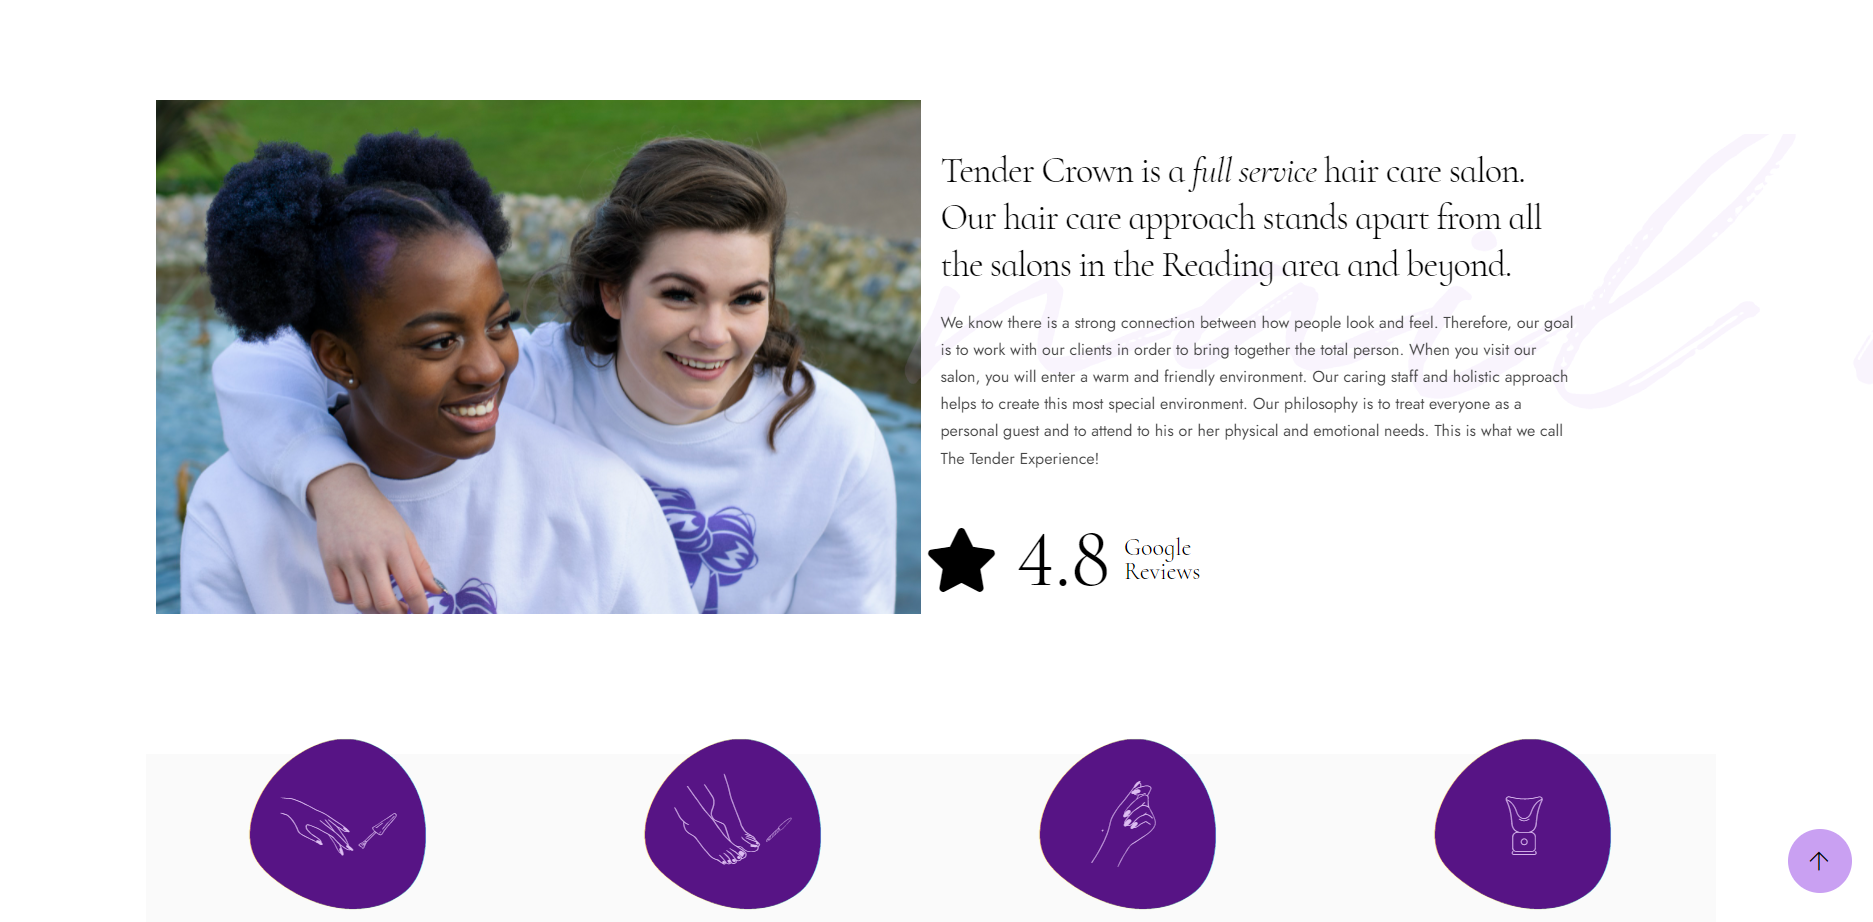 Tender Crown is a full service hair care salon.
Our hair care approach stands apart from all
the salons in the Reading area and beyond.
We know there is a strong connection between how people look and feel. Therefore, our goal
is to work with our clients in order to bring together the total person. When you visit our
salon, you will enter a warm and friendly environment. Our caring staff and holistic approach
helps to create this most special environment. Our philosophy is to treat everyone as a
personal guest and to attend to his or her physical and emotional needs. This is what we call
The Tender Experience!
nail
4.8
Google
Reviews